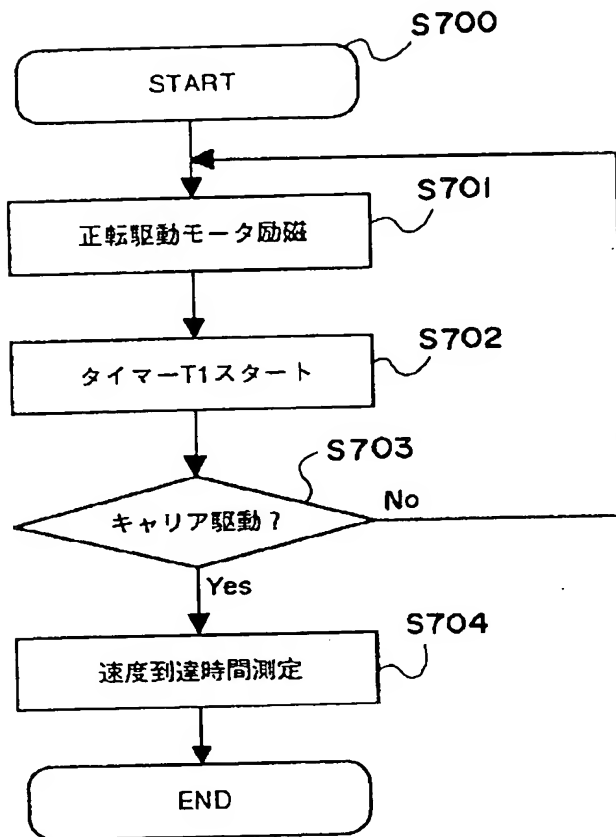 S700
START
S701
正転駆動モータ励磁
S702
タイマーT1スタート
S703
キャリア駆動?
No
Yes
S704
速度到達時間測定
END